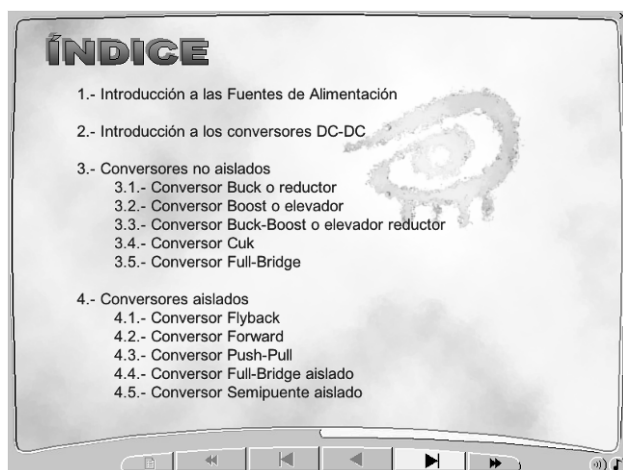 ÍNDICE
1.- Introducción a las Fuentes de Alimentación
2.- Introducción a los conversores DC-DC
3.- Conversores no aislados
3.1.- Conversor Buck o reductor
3.2.- Conversor Boost o elevador
3.3.- Conversor Buck-Boost o elevador reductor
3.4.- Conversor Cuk
3.5.- Conversor Full-Bridge
4.- Conversores aislados
4.1.- Conversor Flyback
4.2.- Conversor Forward
4.3.- Conversor Push-Pull
4.4.- Conversor Full-Bridge aislado
4.5.- Conversor Semipuente aislado